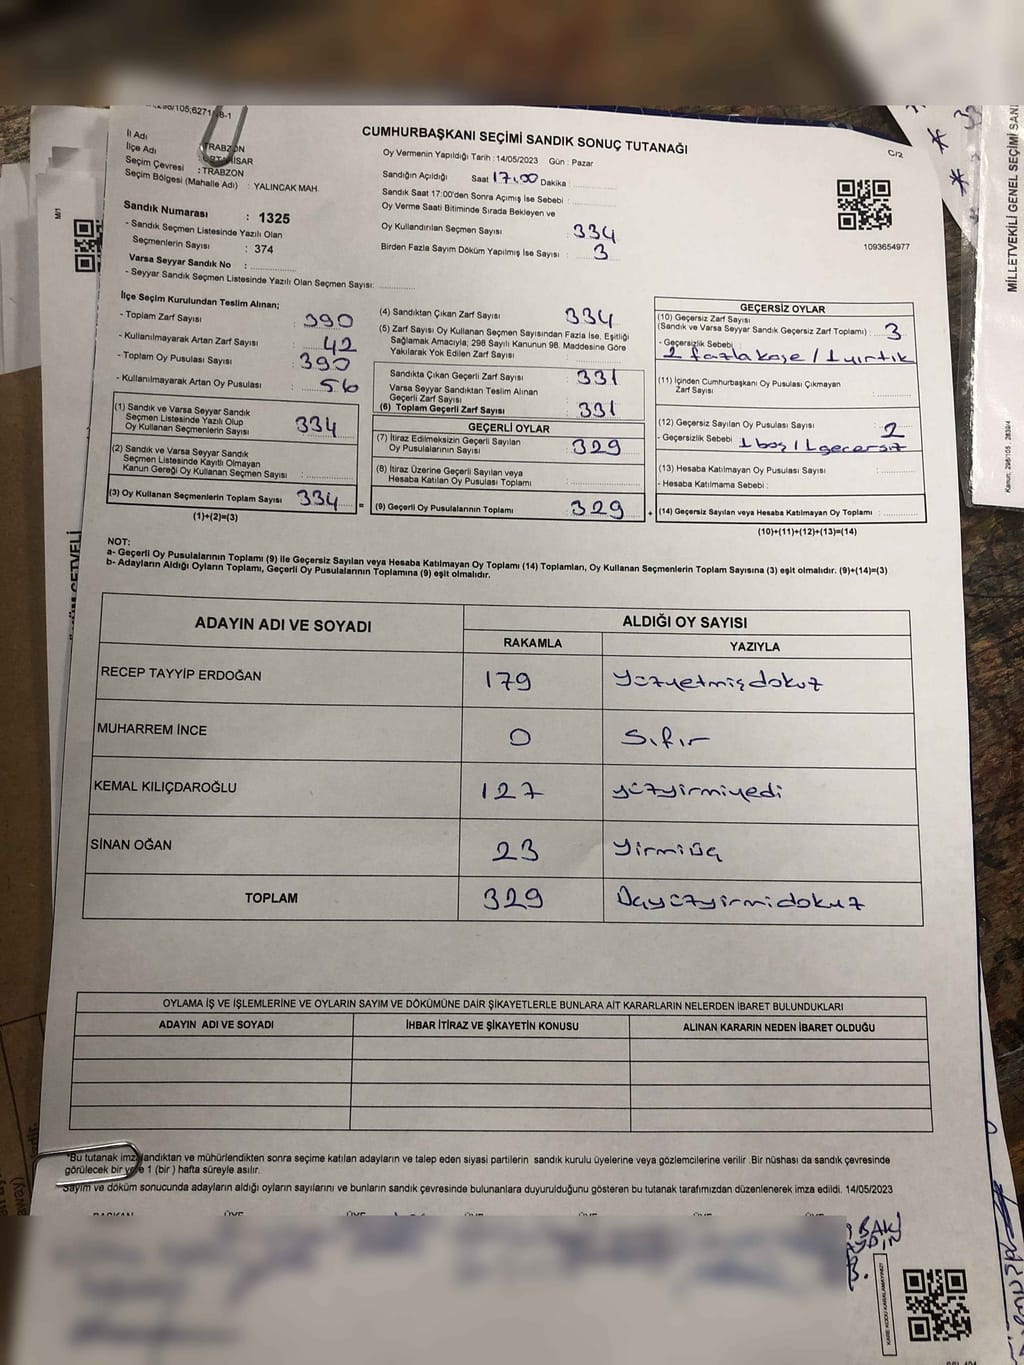 CUMHURBAŞKANI SEÇİMİ SANDIK SONUÇ TUTANAĞI
C/2
İl Adı : TRABZON
İlçe Adı
Seçim Çevresi : TRABZON
Seçim Bölgesi (Mahalle Adı) : YALINCAK MAH.
Sandık Numarası : 1325
- Sandık Seçmen Listesinde Yazılı Olan
Seçmenlerin Sayısı : 374
Varsa Seyyar Sandık No :
- Seyyar Sandık Seçmen Listesinde Yazılı Olan Seçmen Sayısı:
Oy Vermenin Yapıldığı Tarih : 14/05/2023 Gün : Pazar
Sandığın Açıldığı Saat 17.00 Dakika :
Sandık Saat 17:00'den Sonra Açımış İse Sebebi :
Oy Verme Saati Bitiminde Sırada Bekleyen ve
Oy Kullandırılan Seçmen Sayısı : 334
Birden Fazla Sayım Döküm Yapılmış İse Sayısı : 3
1093654977
İlçe Seçim Kurulundan Teslim Alınan;
- Toplam Zarf Sayısı : 390
- Kullanılmayarak Artan Zarf Sayısı : 42
- Toplam Oy Pusulası Sayısı : 390
- Kullanılmayarak Artan Oy Pusulası : 56
(1) Sandık ve Varsa Seyyar Sandık
Seçmen Listesinde Yazılı Olup
Oy Kullanan Seçmenlerin Sayısı : 334
(2) Sandık ve Varsa Seyyar Sandık
Seçmen Listesinde Kayıtlı Olmayan
Kanun Gereği Oy Kullanan Seçmen Sayısı :
(3) Oy Kullanan Seçmenlerin Toplam Sayısı : 334
(1)+(2)=(3)
(4) Sandıktan Çıkan Zarf Sayısı : 334
(5) Zarf Sayısı Oy Kullanan Seçmen Sayısından Fazla İse, Eşitliği
Sağlamak Amacıyla; 298 Sayılı Kanunun 98. Maddesine Göre
Yakılarak Yok Edilen Zarf Sayısı :
Sandıkta Çıkan Geçerli Zarf Sayısı : 331
Varsa Seyyar Sandıktan Teslim Alınan
Geçerli Zarf Sayısı :
(6) Toplam Geçerli Zarf Sayısı : 331
GEÇERLİ OYLAR
(7) İtiraz Edilmeksizin Geçerli Sayılan
Oy Pusulalarının Sayısı : 329
(8) İtiraz Üzerine Geçerli Sayılan veya
Hesaba Katılan Oy Pusulası Toplamı :
= (9) Geçerli Oy Pusulalarının Toplamı : 329
GEÇERSİZ OYLAR
(10) Geçersiz Zarf Sayısı
(Sandık ve Varsa Seyyar Sandık Geçersiz Zarf Toplamı) : 3
- Geçersizlik Sebebi :
2 fazla kaşe / 1 yırtık
(11) İçinden Cumhurbaşkanı Oy Pusulası Çıkmayan
Zarf Sayısı :
(12) Geçersiz Sayılan Oy Pusulası Sayısı : 2
- Geçersizlik Sebebi : 1 boş / 1 geçersiz
(13) Hesaba Katılmayan Oy Pusulası Sayısı :
- Hesaba Katılmama Sebebi :
+ (14) Geçersiz Sayılan veya Hesaba Katılmayan Oy Toplamı :
(10)+(11)+(12)+(13)=(14)
NOT:
a- Geçerli Oy Pusulalarının Toplamı (9) ile Geçersiz Sayılan veya Hesaba Katılmayan Oy Toplamı (14) Toplamları, Oy Kullanan Seçmenlerin Toplam Sayısına (3) eşit olmalıdır. (9)+(14)=(3)
b- Adayların Aldığı Oyların Toplamı, Geçerli Oy Pusulalarının Toplamına (9) eşit olmalıdır.
ADAYIN ADI VE SOYADI ALDIĞI OY SAYISI
RAKAMLA YAZIYLA
RECEP TAYYİP ERDOĞAN 179 Yüzyetmişdokuz
MUHARREM İNCE 0 Sıfır
KEMAL KILIÇDAROĞLU 127 yüzyirmiyedi
SİNAN OĞAN 23 Yirmiüç
TOPLAM 329 Üçyüzyirmidokuz
OYLAMA İŞ VE İŞLEMLERİNE VE OYLARIN SAYIM VE DÖKÜMÜNE DAİR ŞİKAYETLERLE BUNLARA AİT KARARLARIN NELERDEN İBARET BULUNDUKLARI
ADAYIN ADI VE SOYADI İHBAR İTİRAZ VE ŞİKAYETİN KONUSU ALINAN KARARIN NEDEN İBARET OLDUĞU
*Bu tutanak imzalandıktan ve mühürlendikten sonra seçime katılan adayların ve talep eden siyasi partilerin sandık kurulu üyelerine veya gözlemcilerine verilir .Bir nüshası da sandık çevresinde
görülecek bir yere 1 (bir ) hafta süreyle asılır.
Sayım ve döküm sonucunda adayların aldığı oyların sayılarını ve bunların sandık çevresinde bulunanlara duyurulduğunu gösteren bu tutanak tarafımızdan düzenlenerek imza edildi. 14/05/2023
BAŞKAN ÜYE ÜYE ÜYE ÜYE ÜYE ÜYE
KARE KODU KARALAMAYINIZ!
M/1
MİLLETVEKİLİ GENEL SEÇİMİ SAN